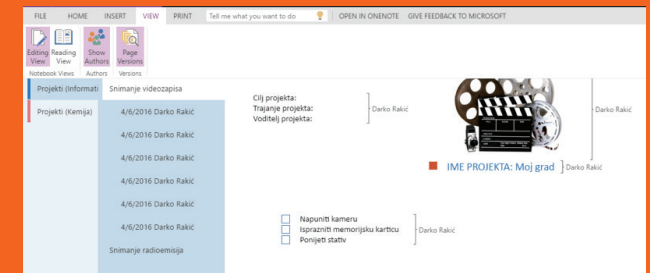 FILE HOME INSERT VIEW PRINT Tell me what you want to do OPEN IN ONENOTE GIVE FEEDBACK TO MICROSOFT
Editing View
Reading View
Show Authors
Page Versions
Notebook Views Authors Versions
Projekti (Informati
Projekti (Kemija)
Snimanje videozapisa
4/6/2016 Darko Rakić
4/6/2016 Darko Rakić
4/6/2016 Darko Rakić
4/6/2016 Darko Rakić
4/6/2016 Darko Rakić
4/6/2016 Darko Rakić
Snimanje radioemisija
Cilj projekta:
Trajanje projekta:
Voditelj projekta:
Darko Rakić
Darko Rakić
IME PROJEKTA: Moj grad
Darko Rakić
Napuniti kameru
Isprazniti memorijsku karticu
Ponijeti stativ
Darko Rakić